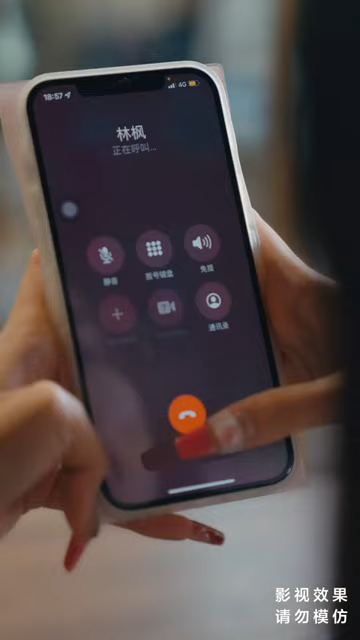 18:57 4G
林枫
正在呼叫...
静音 拨号键盘 免提
通讯录
影视效果
请勿模仿